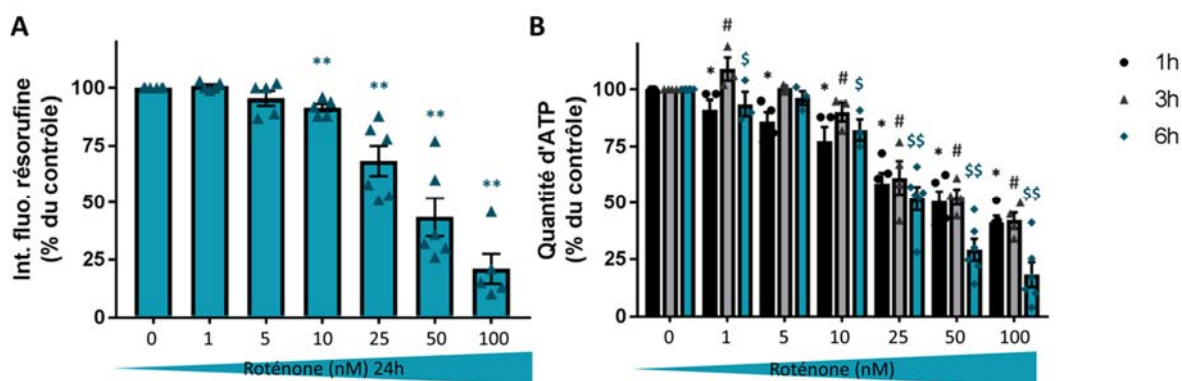 A
Int. fluo. résorufine
(% du contrôle)
100
75
50
25
0
** ** ** **
0 1 5 10 25 50 100
Roténone (nM) 24h
B
Quantité d'ATP
(% du contrôle)
100
75
50
25
0
* # $ * * # $ * # $$ * # $$ * # $$
0 1 5 10 25 50 100
Roténone (nM)
1h
3h
6h